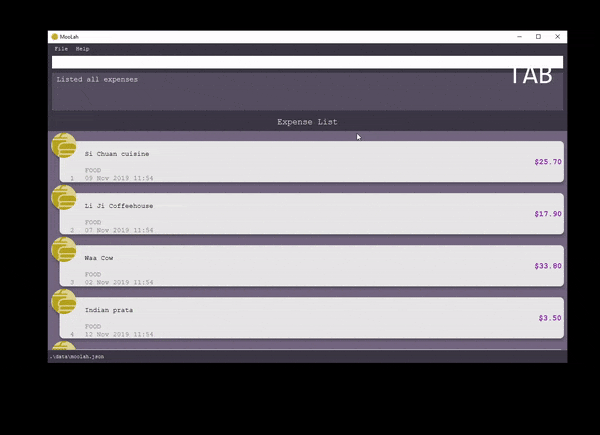 MooLah
File Help
TAB
Listed all expenses
Expense List
Si Chuan cuisine
$25.70
FOOD
1 09 Nov 2019 11:54
Li Ji Coffeehouse
$17.90
FOOD
2 07 Nov 2019 11:54
Waa Cow
$33.80
FOOD
3 02 Nov 2019 11:54
Indian prata
$3.50
FOOD
4 12 Nov 2019 11:54
.\data\moolah.json